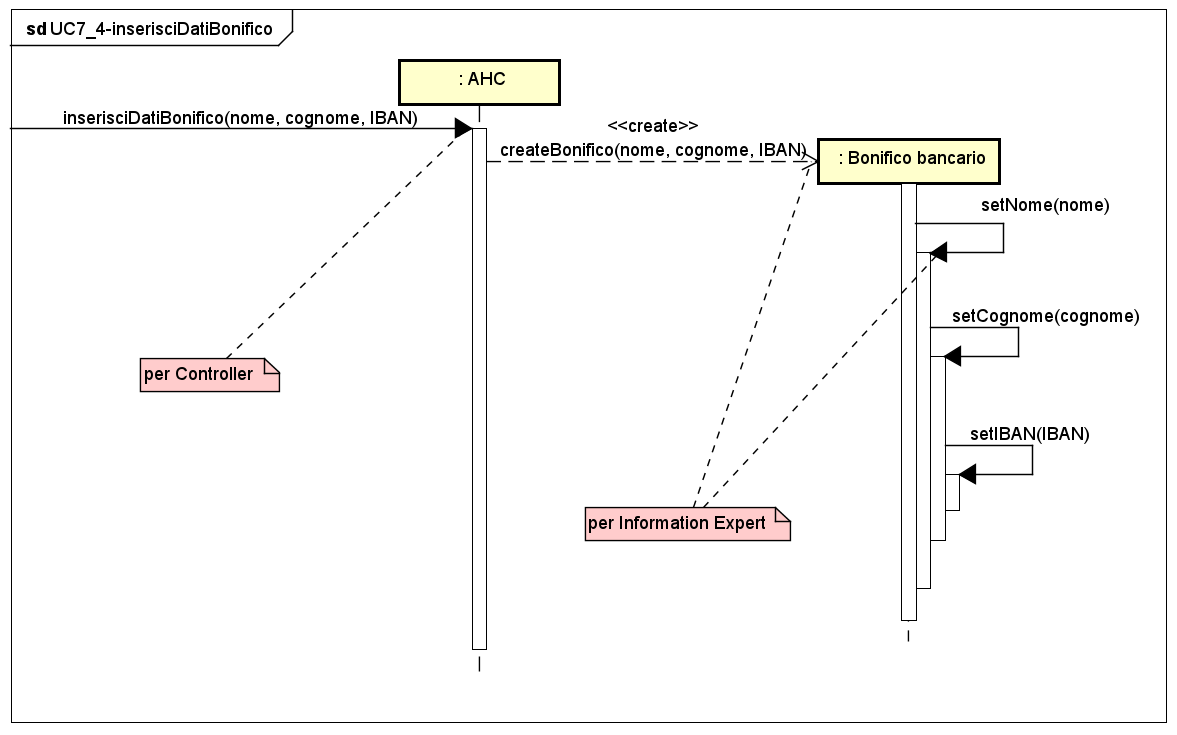 sd UC7_4-inserisciDatiBonifico
: AHC
inserisciDatiBonifico(nome, cognome, IBAN)
<<create>>
createBonifico(nome, cognome, IBAN)
: Bonifico bancario
setNome(nome)
setCognome(cognome)
per Controller
setIBAN(IBAN)
per Information Expert